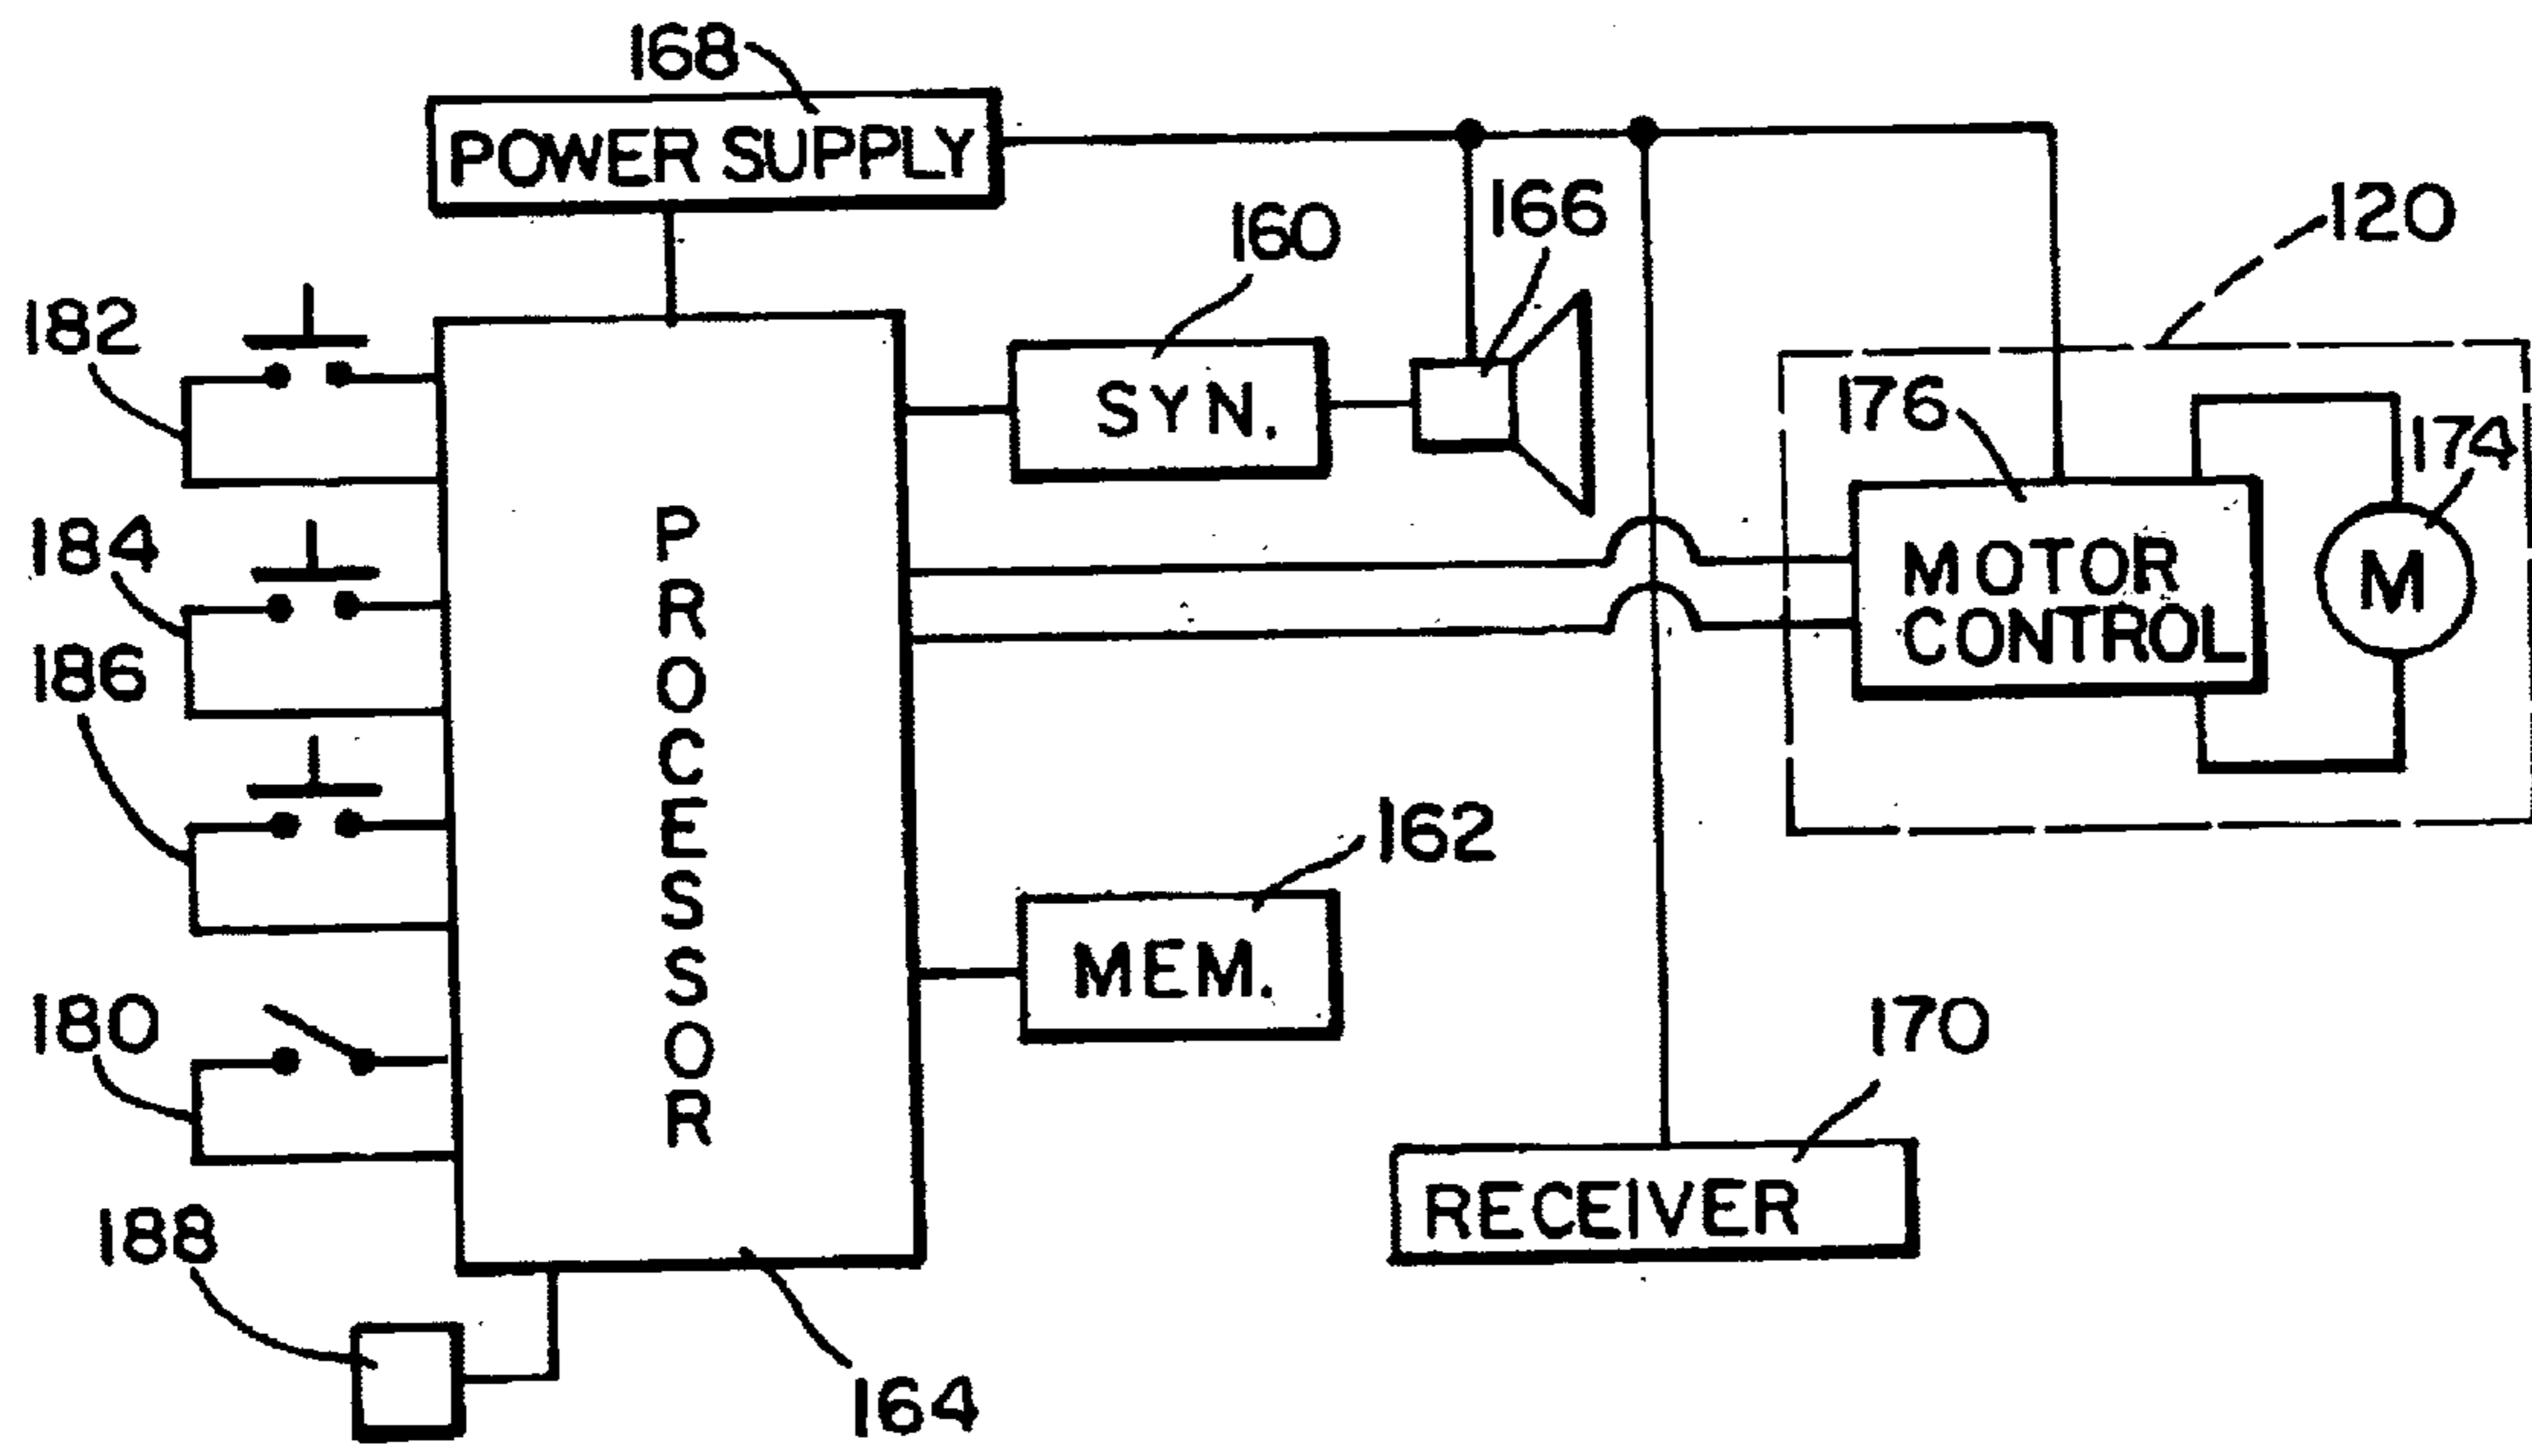 168
POWER SUPPLY
160
166
120
182
SYN.
176
174
184
PROCESSOR
MOTOR
CONTROL
M
186
162
MEM.
180
170
RECEIVER
188
164